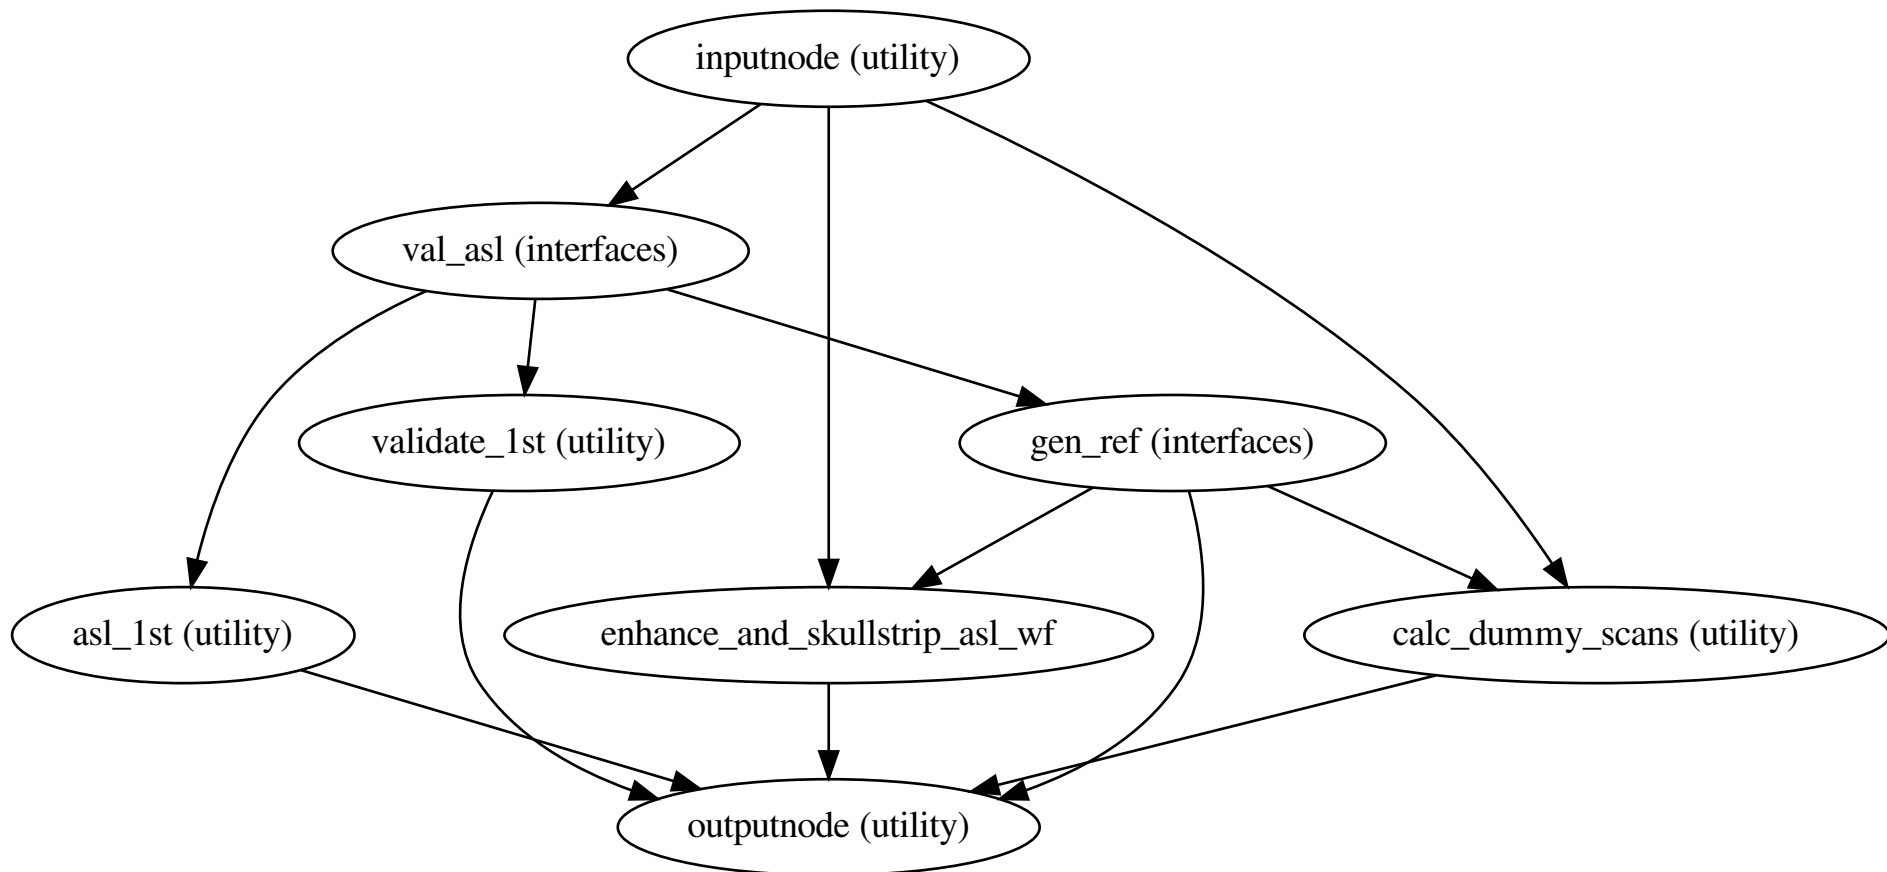 inputnode (utility)
val_asl (interfaces)
validate_1st (utility)
gen_ref (interfaces)
asl_1st (utility)
enhance_and_skullstrip_asl_wf
calc_dummy_scans (utility)
outputnode (utility)